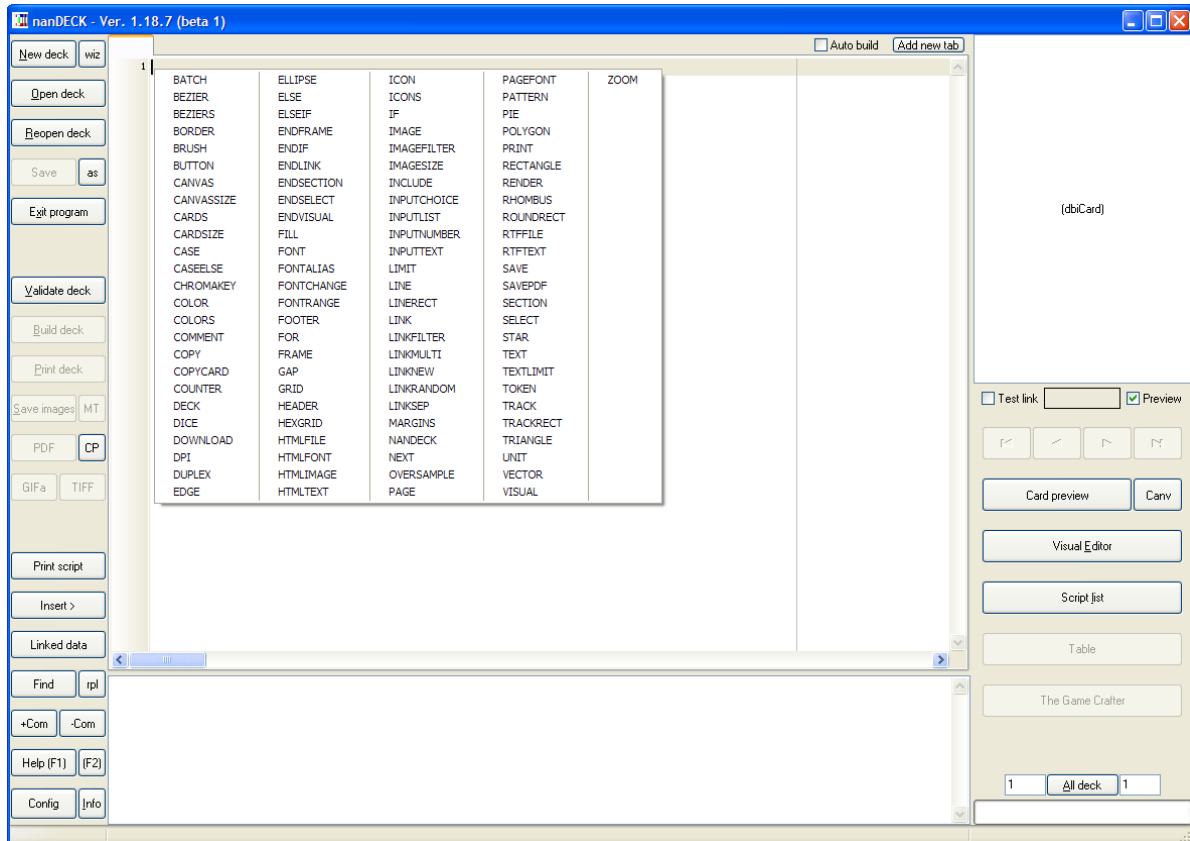 nanDECK - Ver. 1.18.7 (beta 1)
New deck wiz
Open deck
Reopen deck
Save as
Exit program
Validate deck
Build deck
Print deck
Save images MT
PDF CP
GIFa TIFF
Print script
Insert >
Linked data
Find rpl
+Com -Com
Help (F1) (F2)
Config Info
Auto build Add new tab
1
BATCH
BEZIER
BEZIERS
BORDER
BRUSH
BUTTON
CANVAS
CANVASSIZE
CARDS
CARDSIZE
CASE
CASEELSE
CHROMAKEY
COLOR
COLORS
COMMENT
COPY
COPYCARD
COUNTER
DECK
DICE
DOWNLOAD
DPI
DUPLEX
EDGE
ELLIPSE
ELSE
ELSEIF
ENDFRAME
ENDIF
ENDLINK
ENDSECTION
ENDSELECT
ENDVISUAL
FILL
FONT
FONTALIAS
FONTCHANGE
FONTRANGE
FOOTER
FOR
FRAME
GAP
GRID
HEADER
HEXGRID
HTMLFILE
HTMLFONT
HTMLIMAGE
HTMLTEXT
ICON
ICONS
IF
IMAGE
IMAGEFILTER
IMAGESIZE
INCLUDE
INPUTCHOICE
INPUTLIST
INPUTNUMBER
INPUTTEXT
LIMIT
LINE
LINERECT
LINK
LINKFILTER
LINKMULTI
LINKNEW
LINKRANDOM
LINKSEP
MARGINS
NANDECK
NEXT
OVERSAMPLE
PAGE
PAGEFONT
PATTERN
PIE
POLYGON
PRINT
RECTANGLE
RENDER
RHOMBUS
ROUNDRECT
RTFFILE
RTFTEXT
SAVE
SAVEPDF
SECTION
SELECT
STAR
TEXT
TEXTLIMIT
TOKEN
TRACK
TRACKRECT
TRIANGLE
UNIT
VECTOR
VISUAL
ZOOM
(dbiCard)
Test link Preview
Card preview Canv
Visual Editor
Script list
Table
The Game Crafter
1 All deck 1